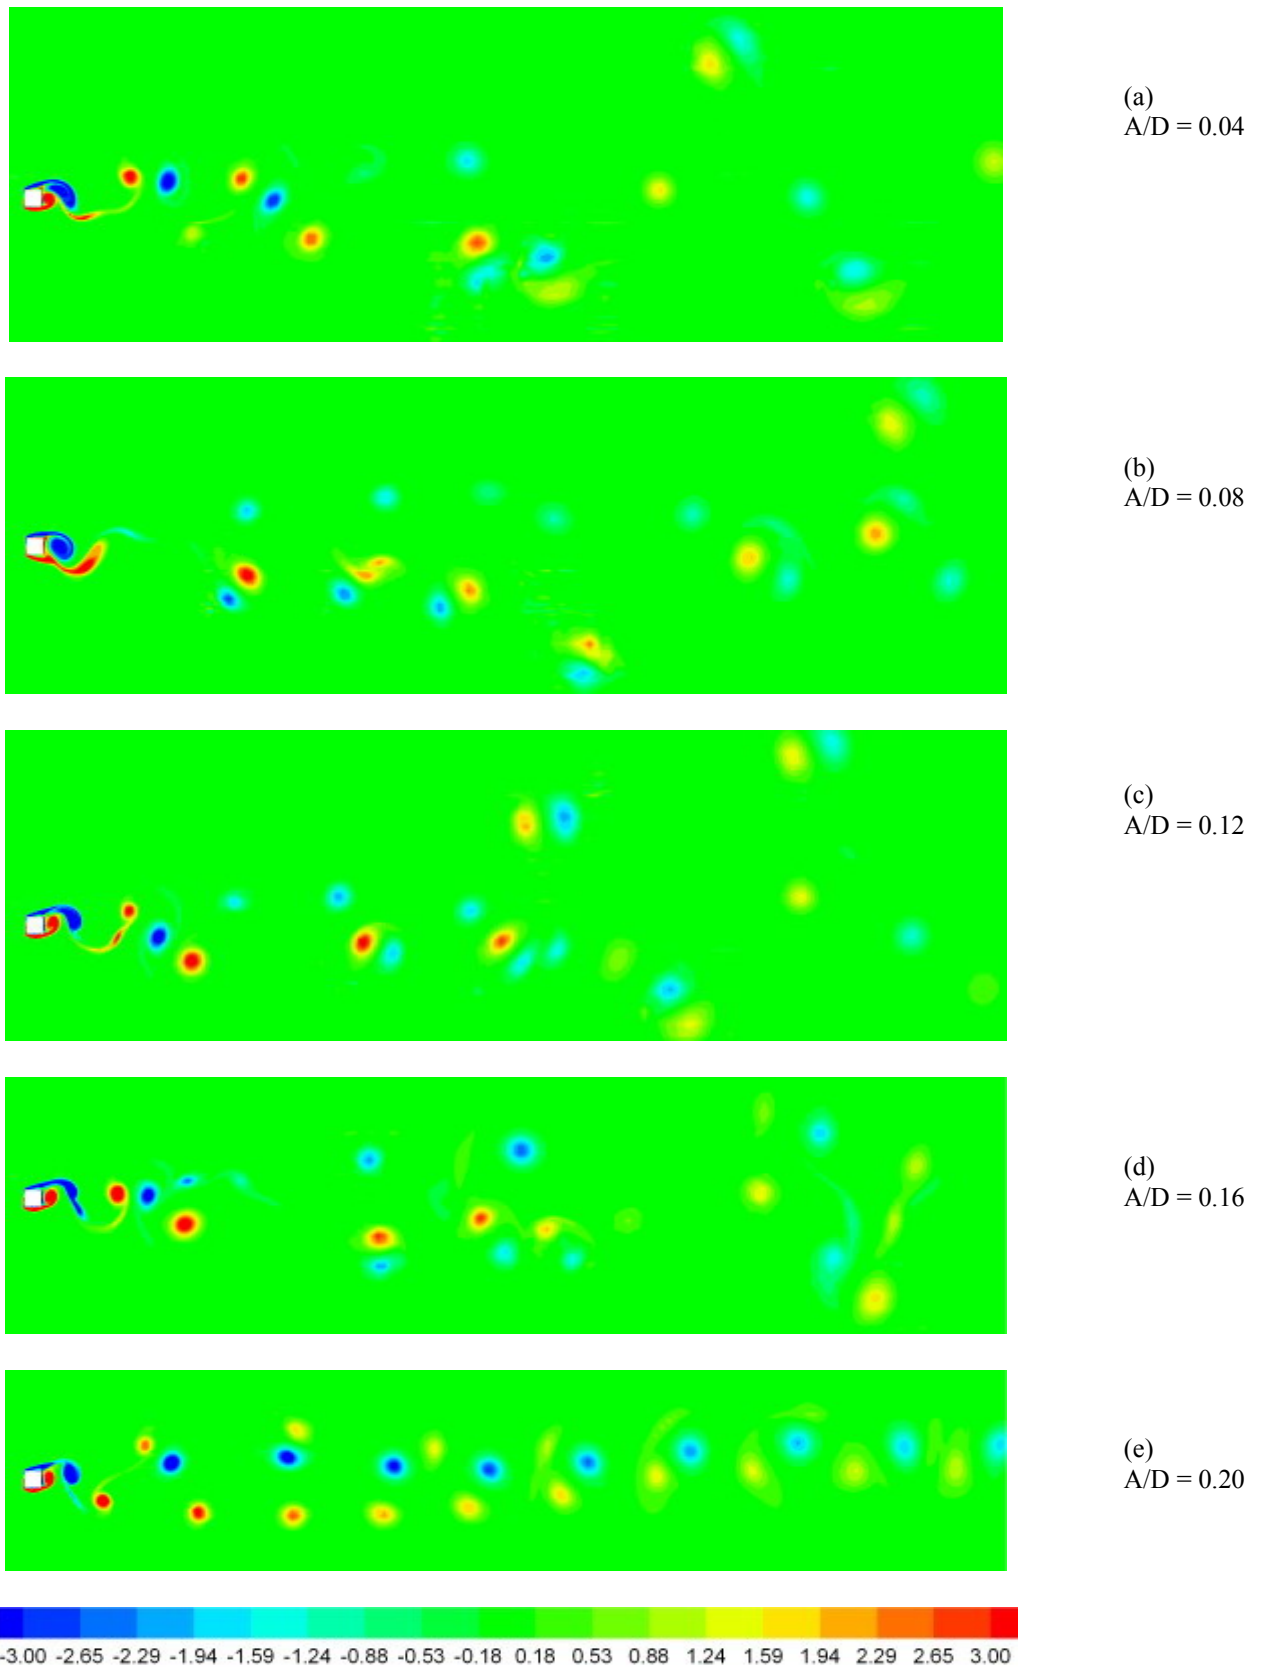 (a)
A/D = 0.04
(b)
A/D = 0.08
(c)
A/D = 0.12
(d)
A/D = 0.16
(e)
A/D = 0.20
-3.00 -2.65 -2.29 -1.94 -1.59 -1.24 -0.88 -0.53 -0.18 0.18 0.53 0.88 1.24 1.59 1.94 2.29 2.65 3.00